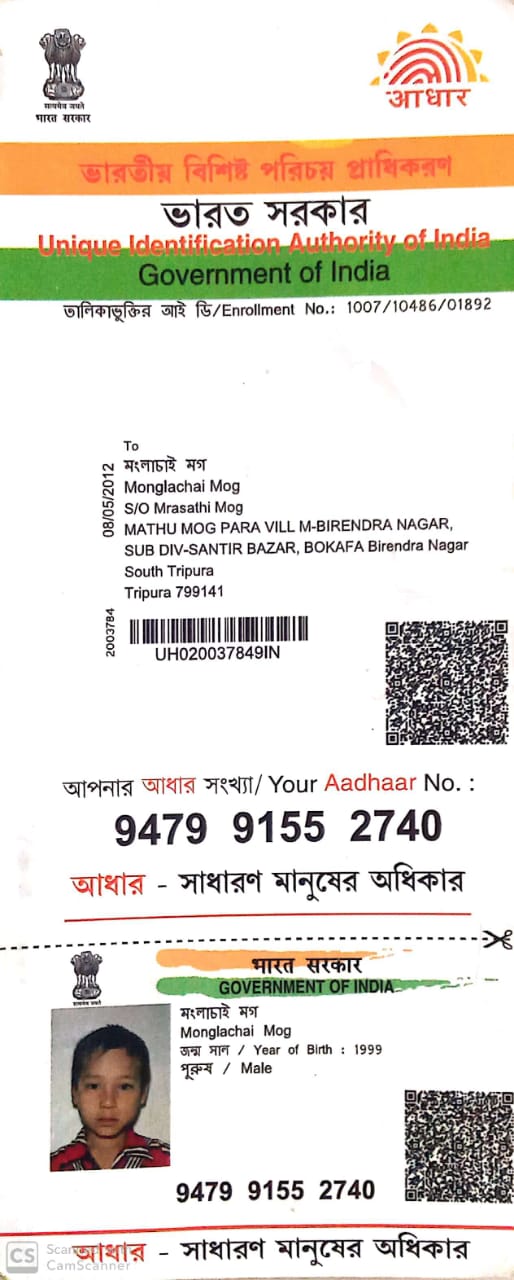 सत्यमेव जयते
भारत सरकार
आधार
ভারতীয় বিশিষ্ট পরিচয় প্রাধিকরণ
ভারত সরকার
Unique Identification Authority of India
Government of India
তালিকাভুক্তির আই ডি/Enrollment No.: 1007/10486/01892
08/05/2012
To
মংলাচাই মগ
Monglachai Mog
S/O Mrasathi Mog
MATHU MOG PARA VILL M-BIRENDRA NAGAR,
SUB DIV-SANTIR BAZAR, BOKAFA Birendra Nagar
South Tripura
Tripura 799141
2003784
UH020037849IN
আপনার আধার সংখ্যা/ Your Aadhaar No. :
9479 9155 2740
আধার - সাধারণ মানুষের অধিকার
सत्यमेव जयते
भारत सरकार
GOVERNMENT OF INDIA
মংলাচাই মগ
Monglachai Mog
জন্ম সাল / Year of Birth : 1999
পুরুষ / Male
9479 9155 2740
আধার - সাধারণ মানুষের অধিকার
CS
CamScanner